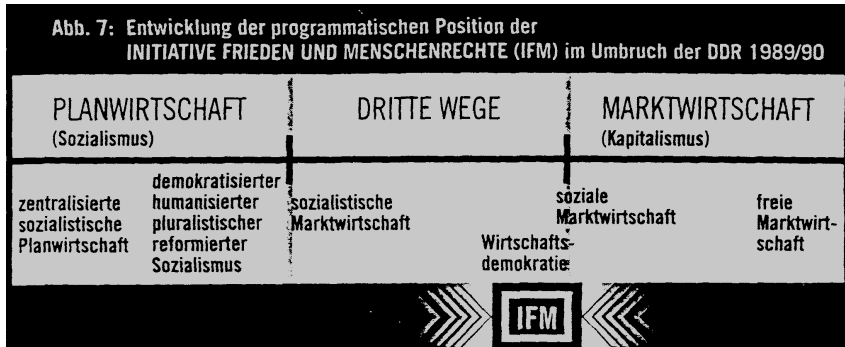 Abb. 7: Entwicklung der programmatischen Position der
INITIATIVE FRIEDEN UND MENSCHENRECHTE (IFM) im Umbruch der DDR 1989/90
PLANWIRTSCHAFT
(Sozialismus)
DRITTE WEGE
MARKTWIRTSCHAFT
(Kapitalismus)
zentralisierte
sozialistische
Planwirtschaft
demokratisierter
humanisierter
pluralistischer
reformierter
Sozialismus
sozialistische
Marktwirtschaft
Wirtschafts-
demokratie
soziale
Marktwirtschaft
freie
Marktwirt-
schaft
IFM